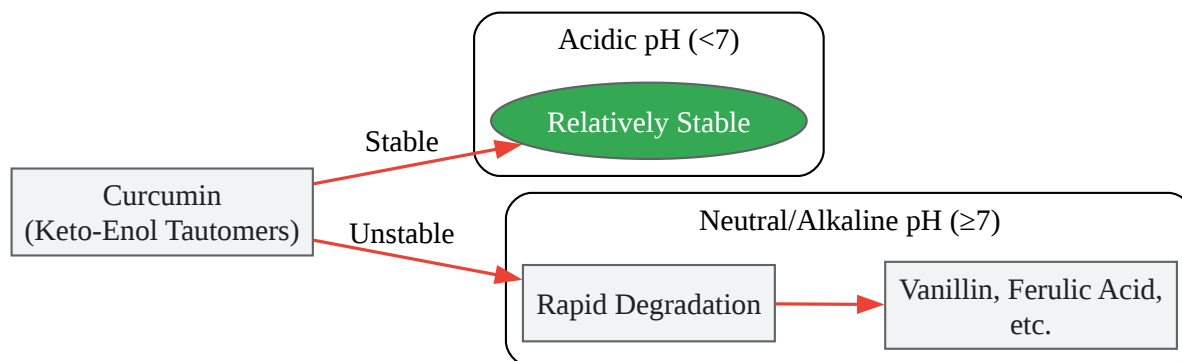 Acidic pH (<7)
Relatively Stable
Stable
Curcumin
(Keto-Enol Tautomers)
Unstable
Neutral/Alkaline pH (≥7)
Rapid Degradation
Vanillin, Ferulic Acid,
etc.